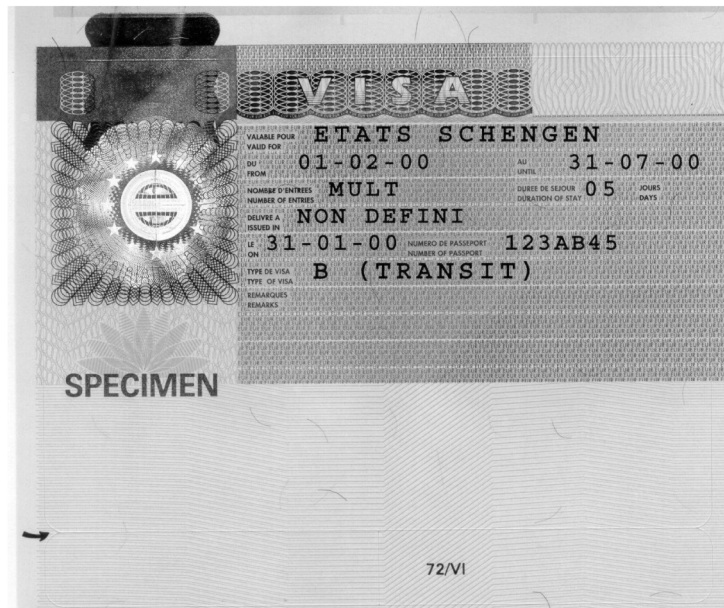 VISA
VALABLE POUR ETATS SCHENGEN
VALID FOR
DU 01-02-00 AU 31-07-00
FROM UNTIL
NOMBRE D'ENTREES MULT DUREE DE SEJOUR 05 JOURS
NUMBER OF ENTRIES DURATION OF STAY DAYS
DELIVRE A NON DEFINI
ISSUED IN
LE 31-01-00 NUMERO DE PASSEPORT 123AB45
ON NUMBER OF PASSPORT
TYPE DE VISA B (TRANSIT)
TYPE OF VISA
REMARQUES
REMARKS
SPECIMEN
72/VI